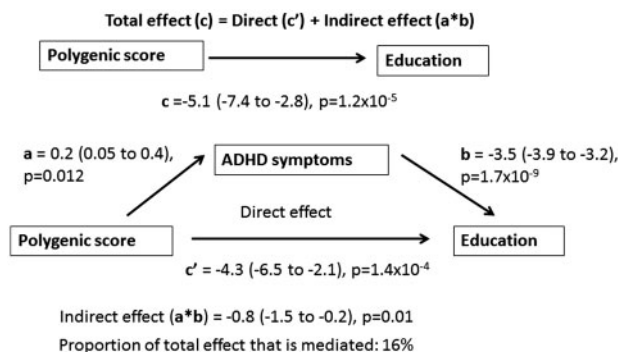 Total effect (c) = Direct (c') + Indirect effect (a*b)
Polygenic score
Education
c =-5.1 (-7.4 to -2.8), p=1.2x10⁻⁵
a = 0.2 (0.05 to 0.4),
p=0.012
ADHD symptoms
b = -3.5 (-3.9 to -3.2),
p=1.7x10⁻⁹
Direct effect
Polygenic score
Education
c' = -4.3 (-6.5 to -2.1), p=1.4x10⁻⁴
Indirect effect (a*b) = -0.8 (-1.5 to -0.2), p=0.01
Proportion of total effect that is mediated: 16%